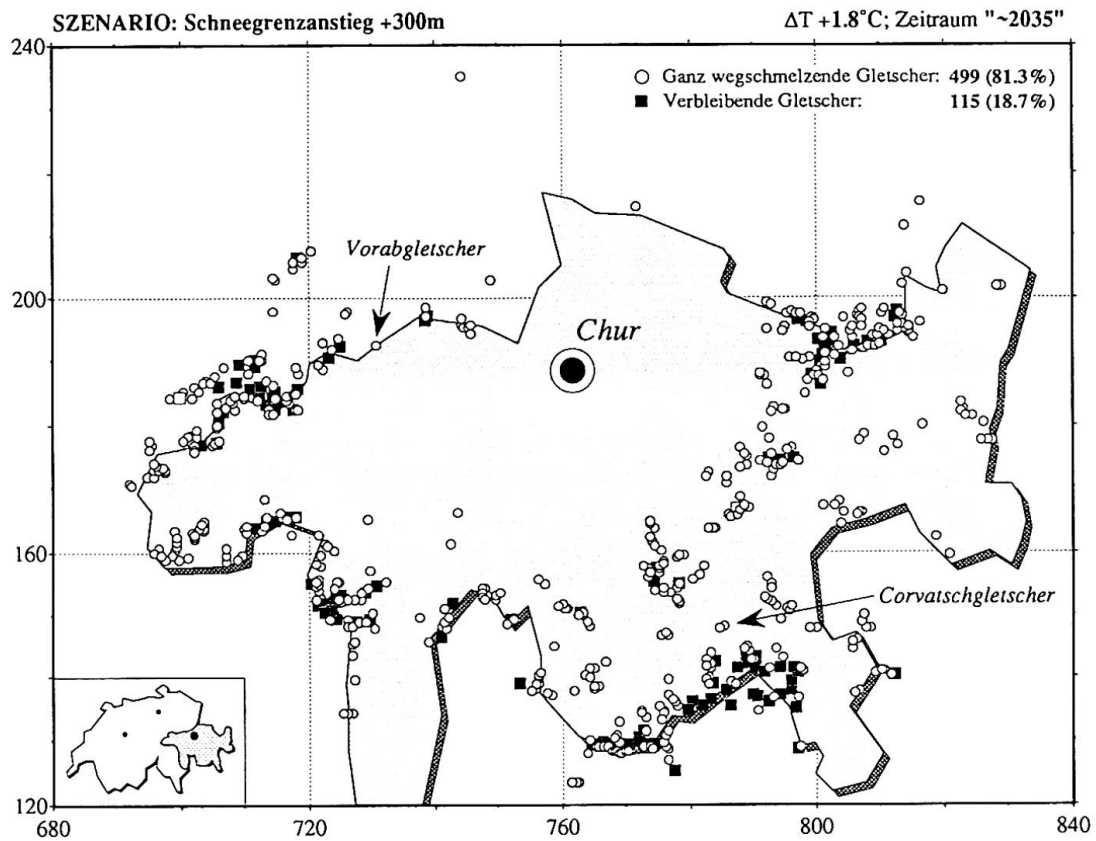 SZENARIO: Schneegrenzanstieg +300m
ΔT +1.8°C; Zeitraum "~2035"
240
○ Ganz wegschmelzende Gletscher: 499 (81.3%)
■ Verbleibende Gletscher: 115 (18.7%)
Vorabgletscher
200
Chur
160
Corvatschgletscher
120
680 720 760 800 840